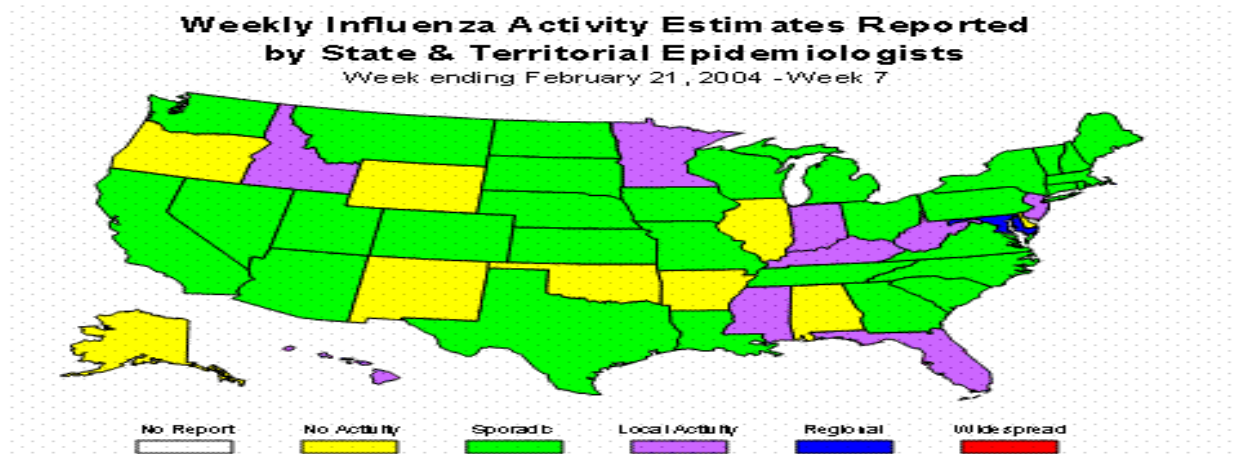 Weekly Influenza Activity Estimates Reported
by State & Territorial Epidemiologists
Week ending February 21, 2004 - Week 7
No Report No Activity Sporadic Local Activity Regional Widespread